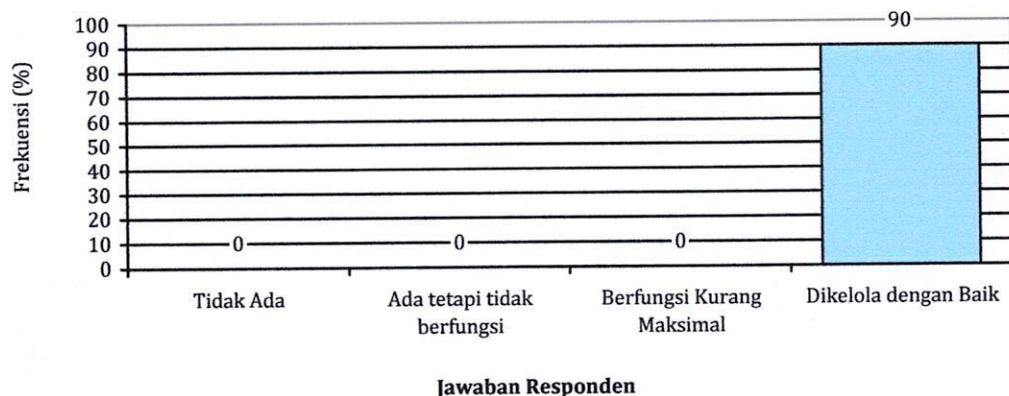 100
90
80
70
60
50
40
30
20
10
0
Frekuensi (%)
0
0
0
90
Tidak Ada
Ada tetapi tidak
berfungsi
Berfungsi Kurang
Maksimal
Dikelola dengan Baik
Jawaban Responden